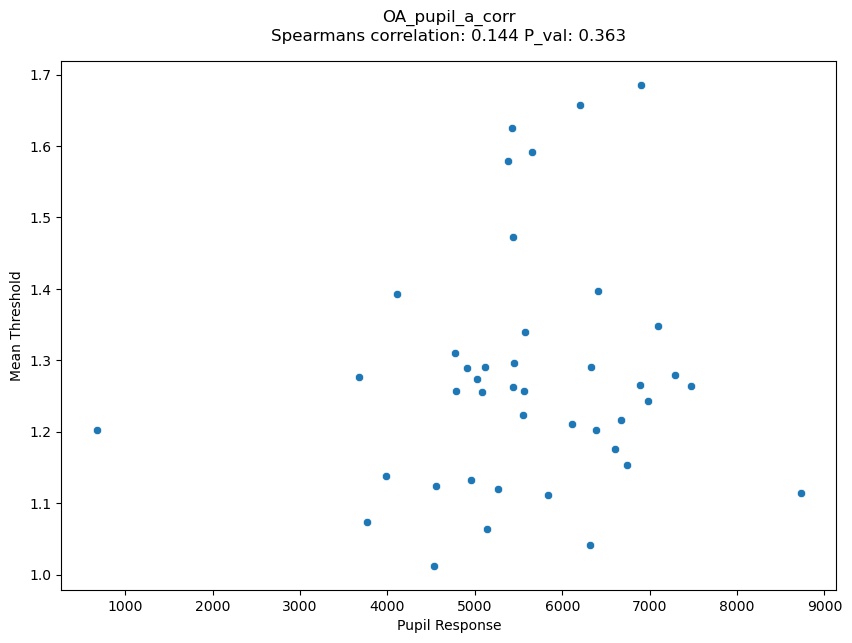 OA_pupil_a_corr
Spearmans correlation: 0.144 P_val: 0.363
1.7
1.6
1.5
1.4
1.3
1.2
1.1
1.0
Mean Threshold
1000 2000 3000 4000 5000 6000 7000 8000 9000
Pupil Response